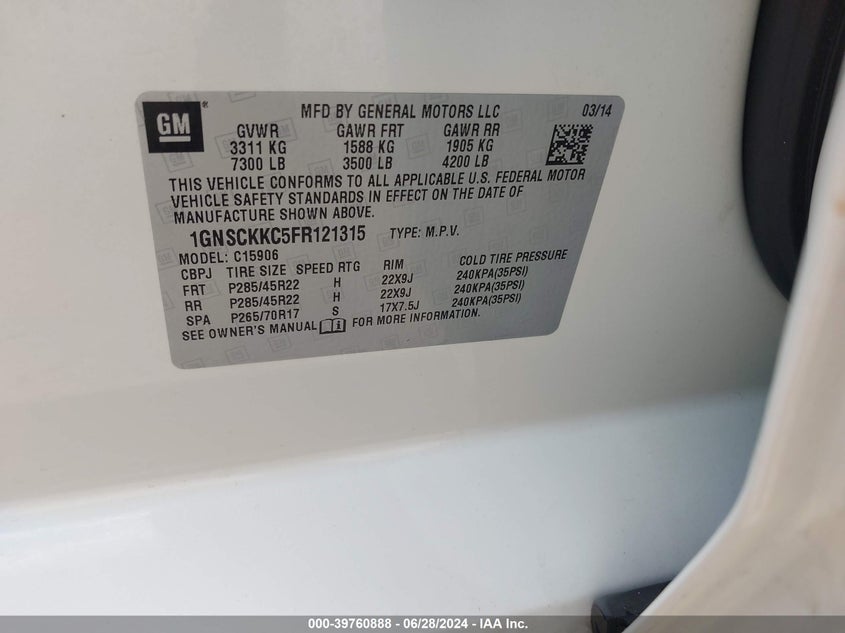 GM ®
MFD BY GENERAL MOTORS LLC 03/14
GVWR GAWR FRT GAWR RR
3311 KG 1588 KG 1905 KG
7300 LB 3500 LB 4200 LB
THIS VEHICLE CONFORMS TO ALL APPLICABLE U.S. FEDERAL MOTOR
VEHICLE SAFETY STANDARDS IN EFFECT ON THE DATE OF
MANUFACTURE SHOWN ABOVE.
1GNSCKKC5FR121315 TYPE: M.P.V.
MODEL: C15906
CBPJ TIRE SIZE SPEED RTG RIM COLD TIRE PRESSURE
FRT P285/45R22 H 22X9J 240KPA(35PSI)
RR P285/45R22 H 22X9J 240KPA(35PSI)
SPA P265/70R17 S 17X7.5J 240KPA(35PSI)
SEE OWNER'S MANUAL FOR MORE INFORMATION.
000-39760888 - 06/28/2024 - IAA Inc.